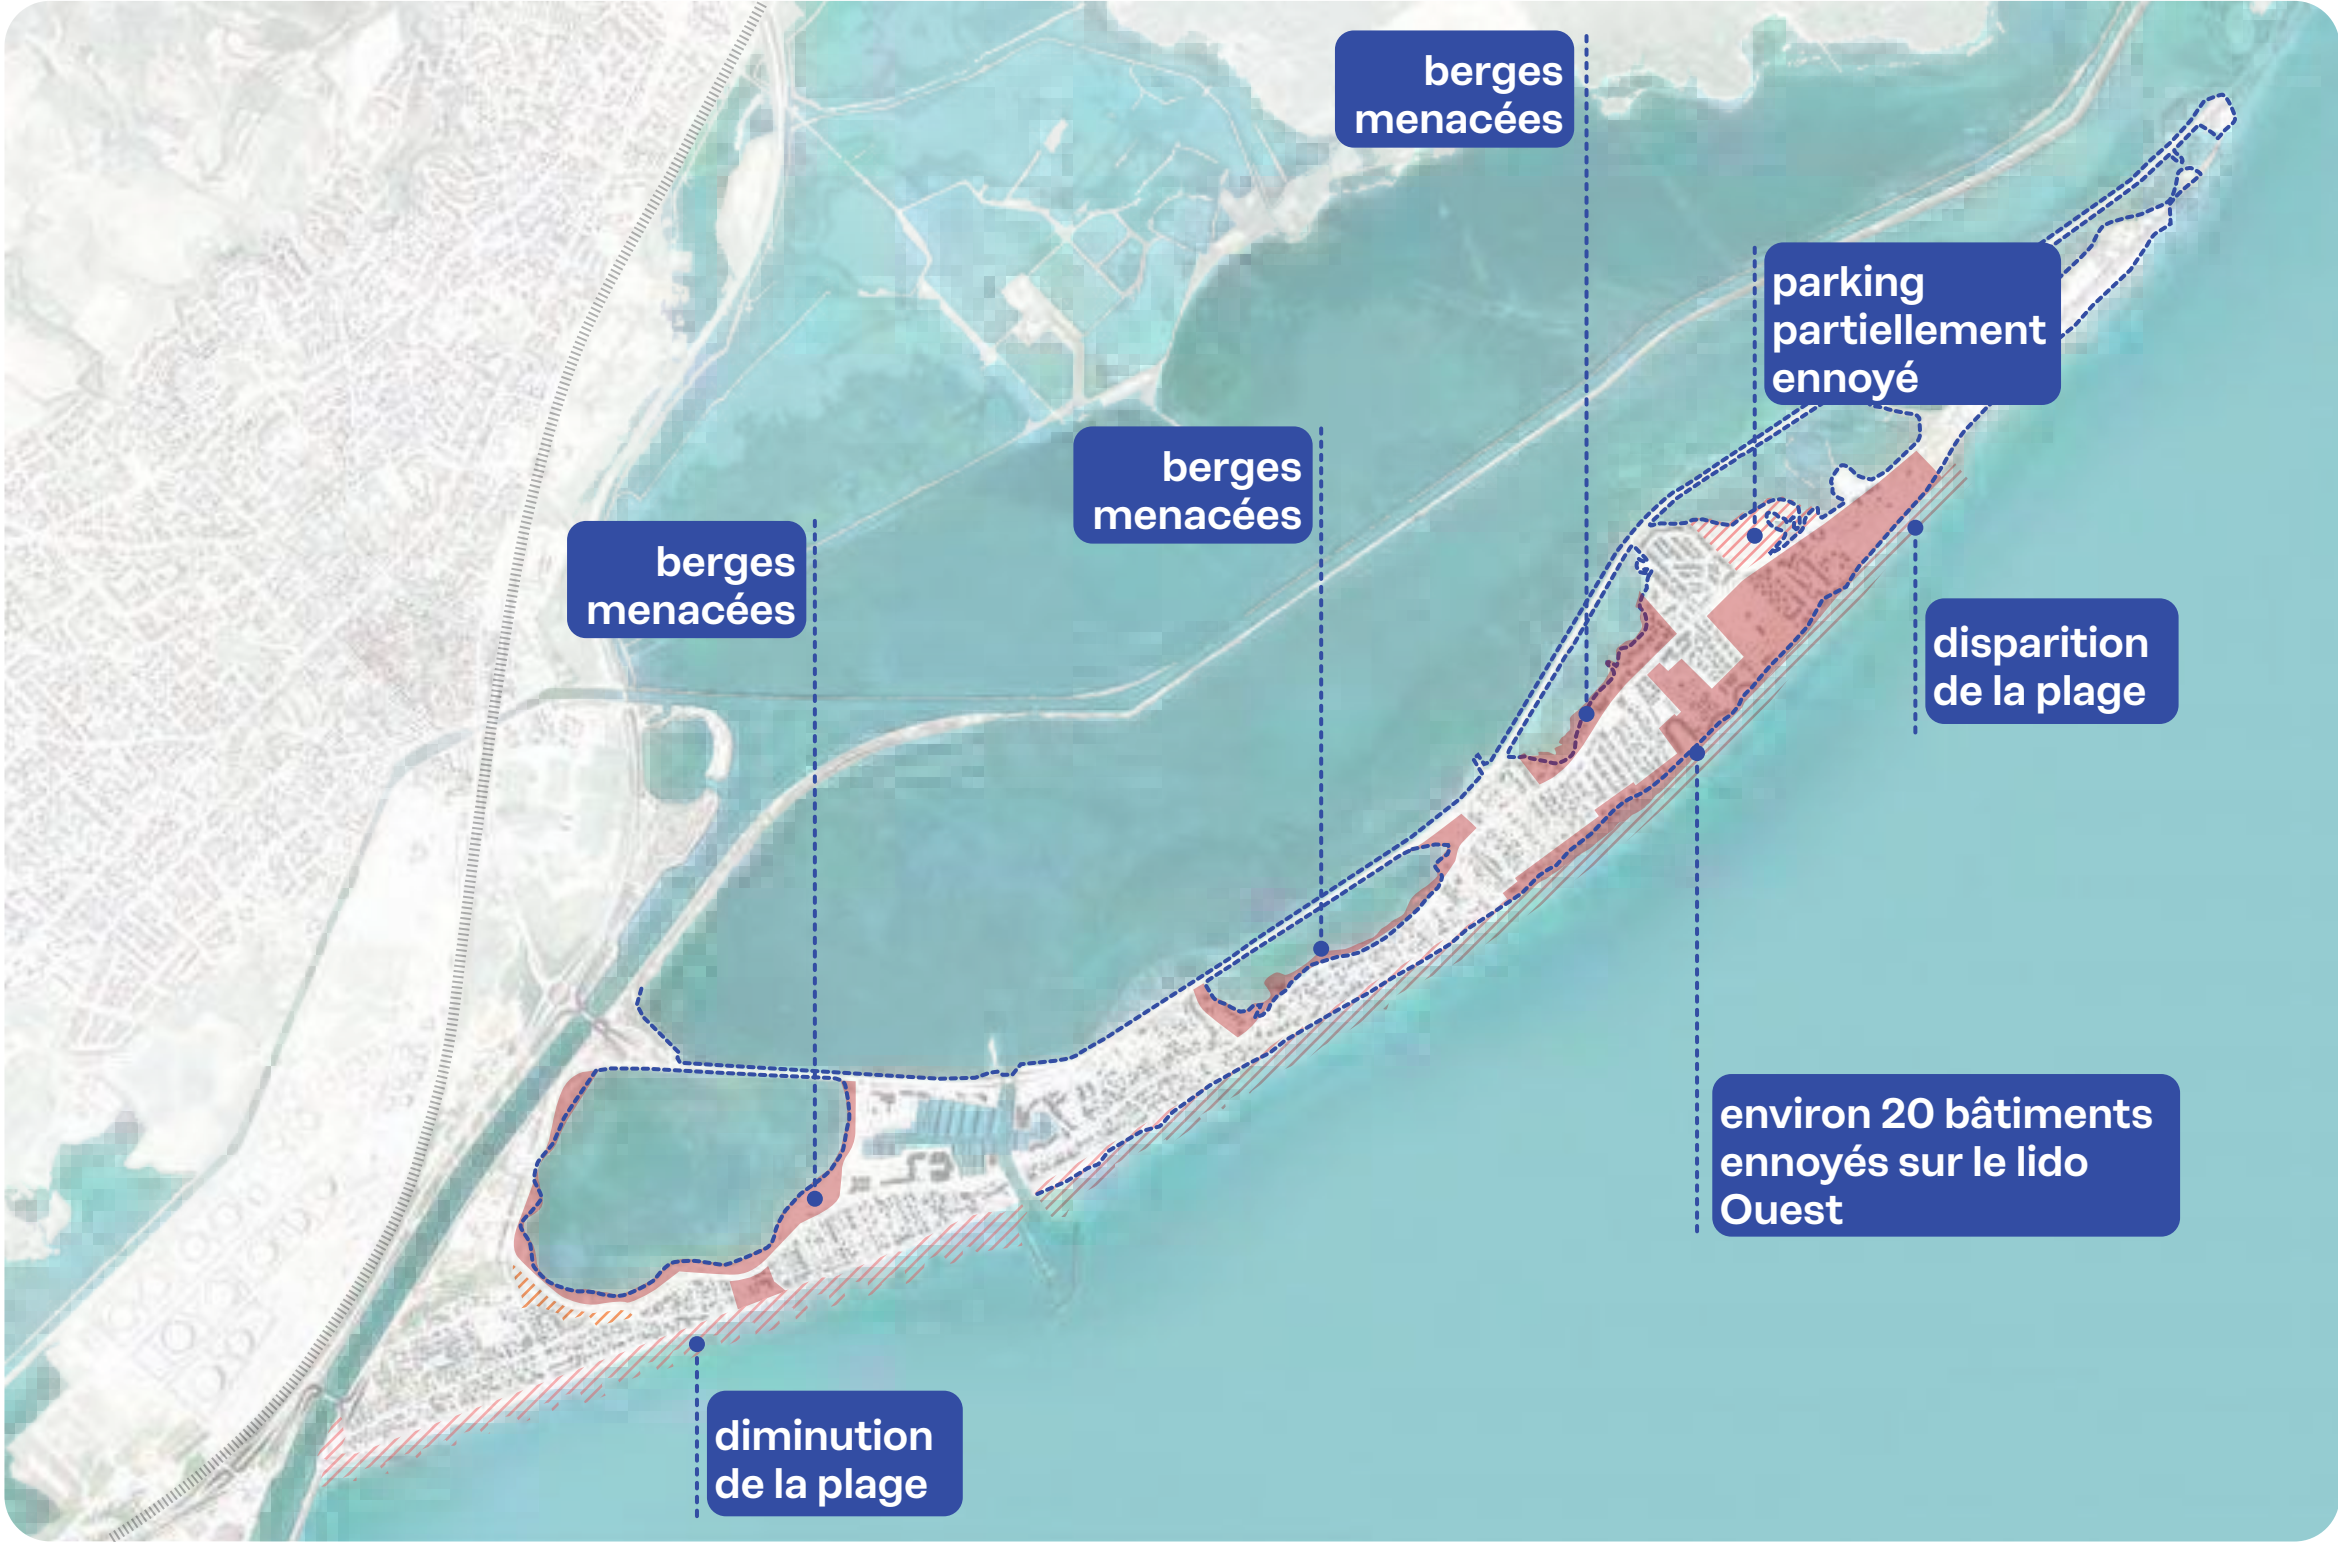 berges
menacées
parking
partiellement
ennoyé
berges
menacées
berges
menacées
disparition
de la plage
environ 20 bâtiments
ennoyés sur le lido
Ouest
diminution
de la plage